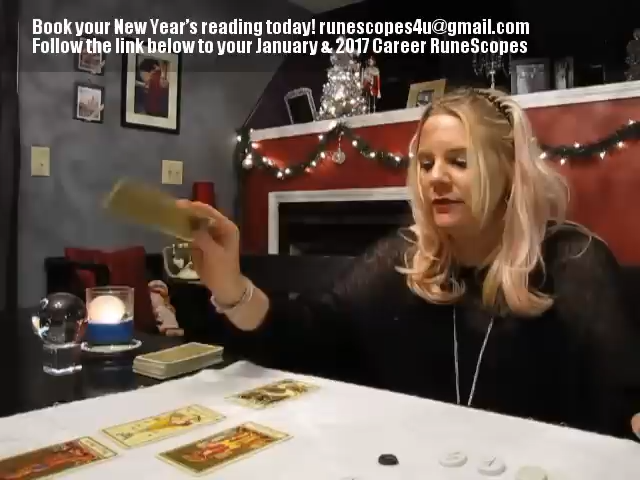 Book your New Year's reading today! runescopes4u@gmail.com
Follow the link below to your January & 2017 Career RuneScopes